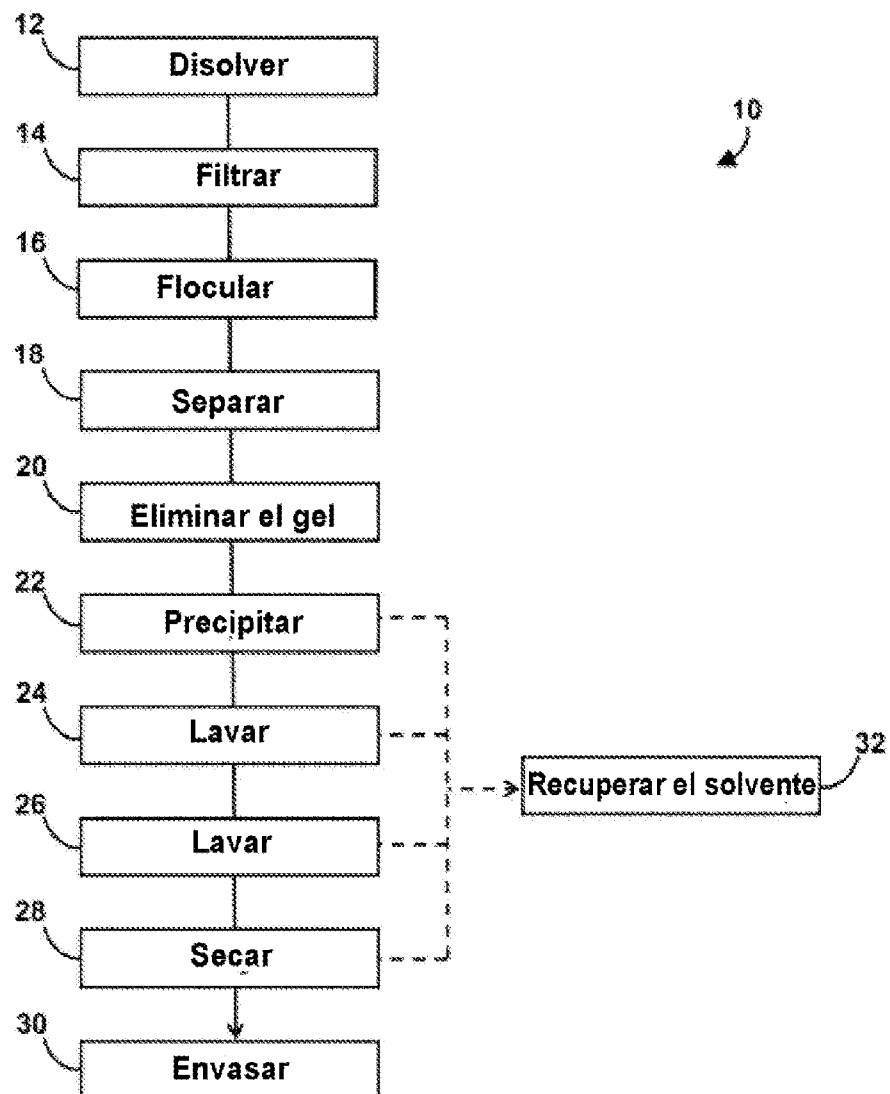 12
Disolver
10
14
Filtrar
16
Flocular
18
Separar
20
Eliminar el gel
22
Precipitar
24
Lavar
32
Recuperar el solvente
26
Lavar
28
Secar
30
Envasar